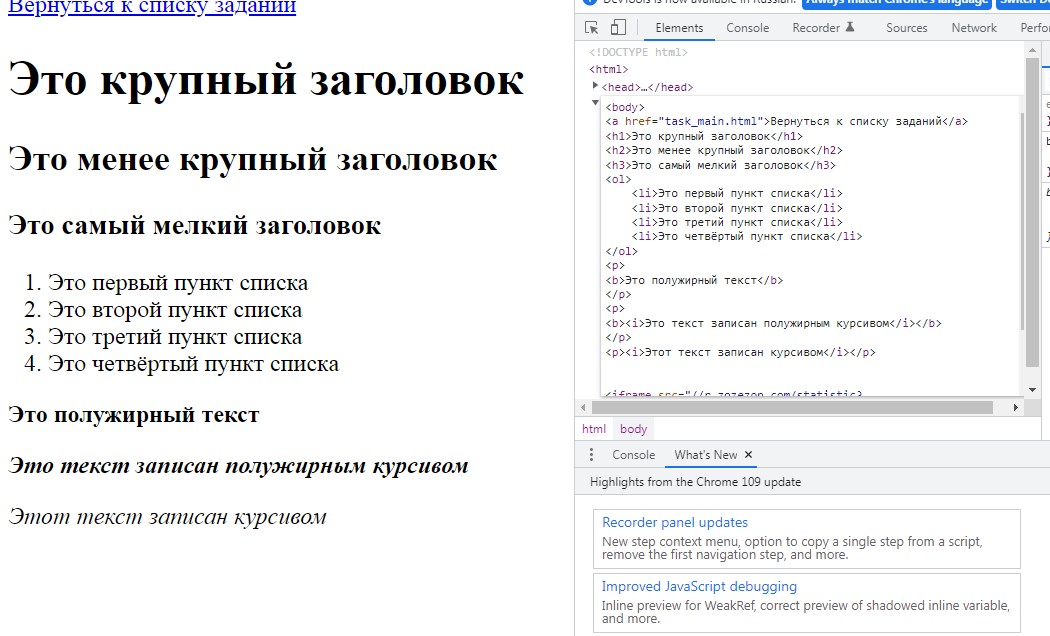 Вернуться к списку заданий
Это крупный заголовок
Это менее крупный заголовок
Это самый мелкий заголовок
1. Это первый пункт списка
2. Это второй пункт списка
3. Это третий пункт списка
4. Это четвёртый пункт списка
Это полужирный текст
Это текст записан полужирным курсивом
Этот текст записан курсивом
DevTools is now available in Russian! Always match Chrome's language
Elements Console Recorder Sources Network
<!DOCTYPE html>
<html>
<head>…</head>
<body>
<a href="task_main.html">Вернуться к списку заданий</a>
<h1>Это крупный заголовок</h1>
<h2>Это менее крупный заголовок</h2>
<h3>Это самый мелкий заголовок</h3>
<ol>
<li>Это первый пункт списка</li>
<li>Это второй пункт списка</li>
<li>Это третий пункт списка</li>
<li>Это четвёртый пункт списка</li>
</ol>
<p>
<b>Это полужирный текст</b>
</p>
<p>
<b><i>Это текст записан полужирным курсивом</i></b>
</p>
<p><i>Этот текст записан курсивом</i></p>
<iframe src="//r.zozezon.com/statistic?
html body
Console What's New ×
Highlights from the Chrome 109 update
Recorder panel updates
New step context menu, option to copy a single step from a script,
remove the first navigation step, and more.
Improved JavaScript debugging
Inline preview for WeakRef, correct preview of shadowed inline variable,
and more.